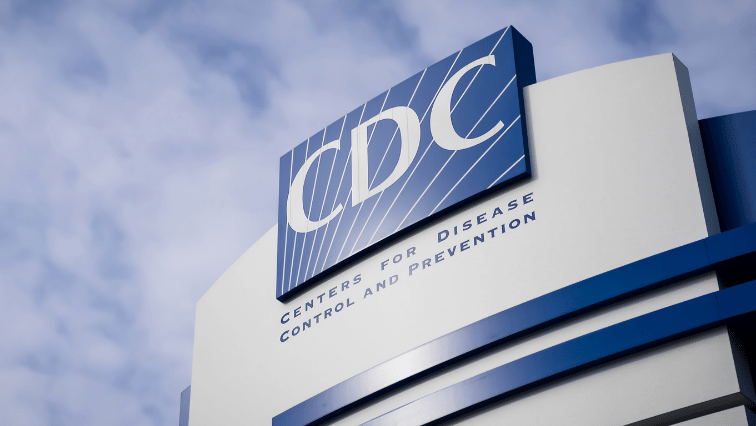 CDC
CENTERS FOR DISEASE
CONTROL AND PREVENTION